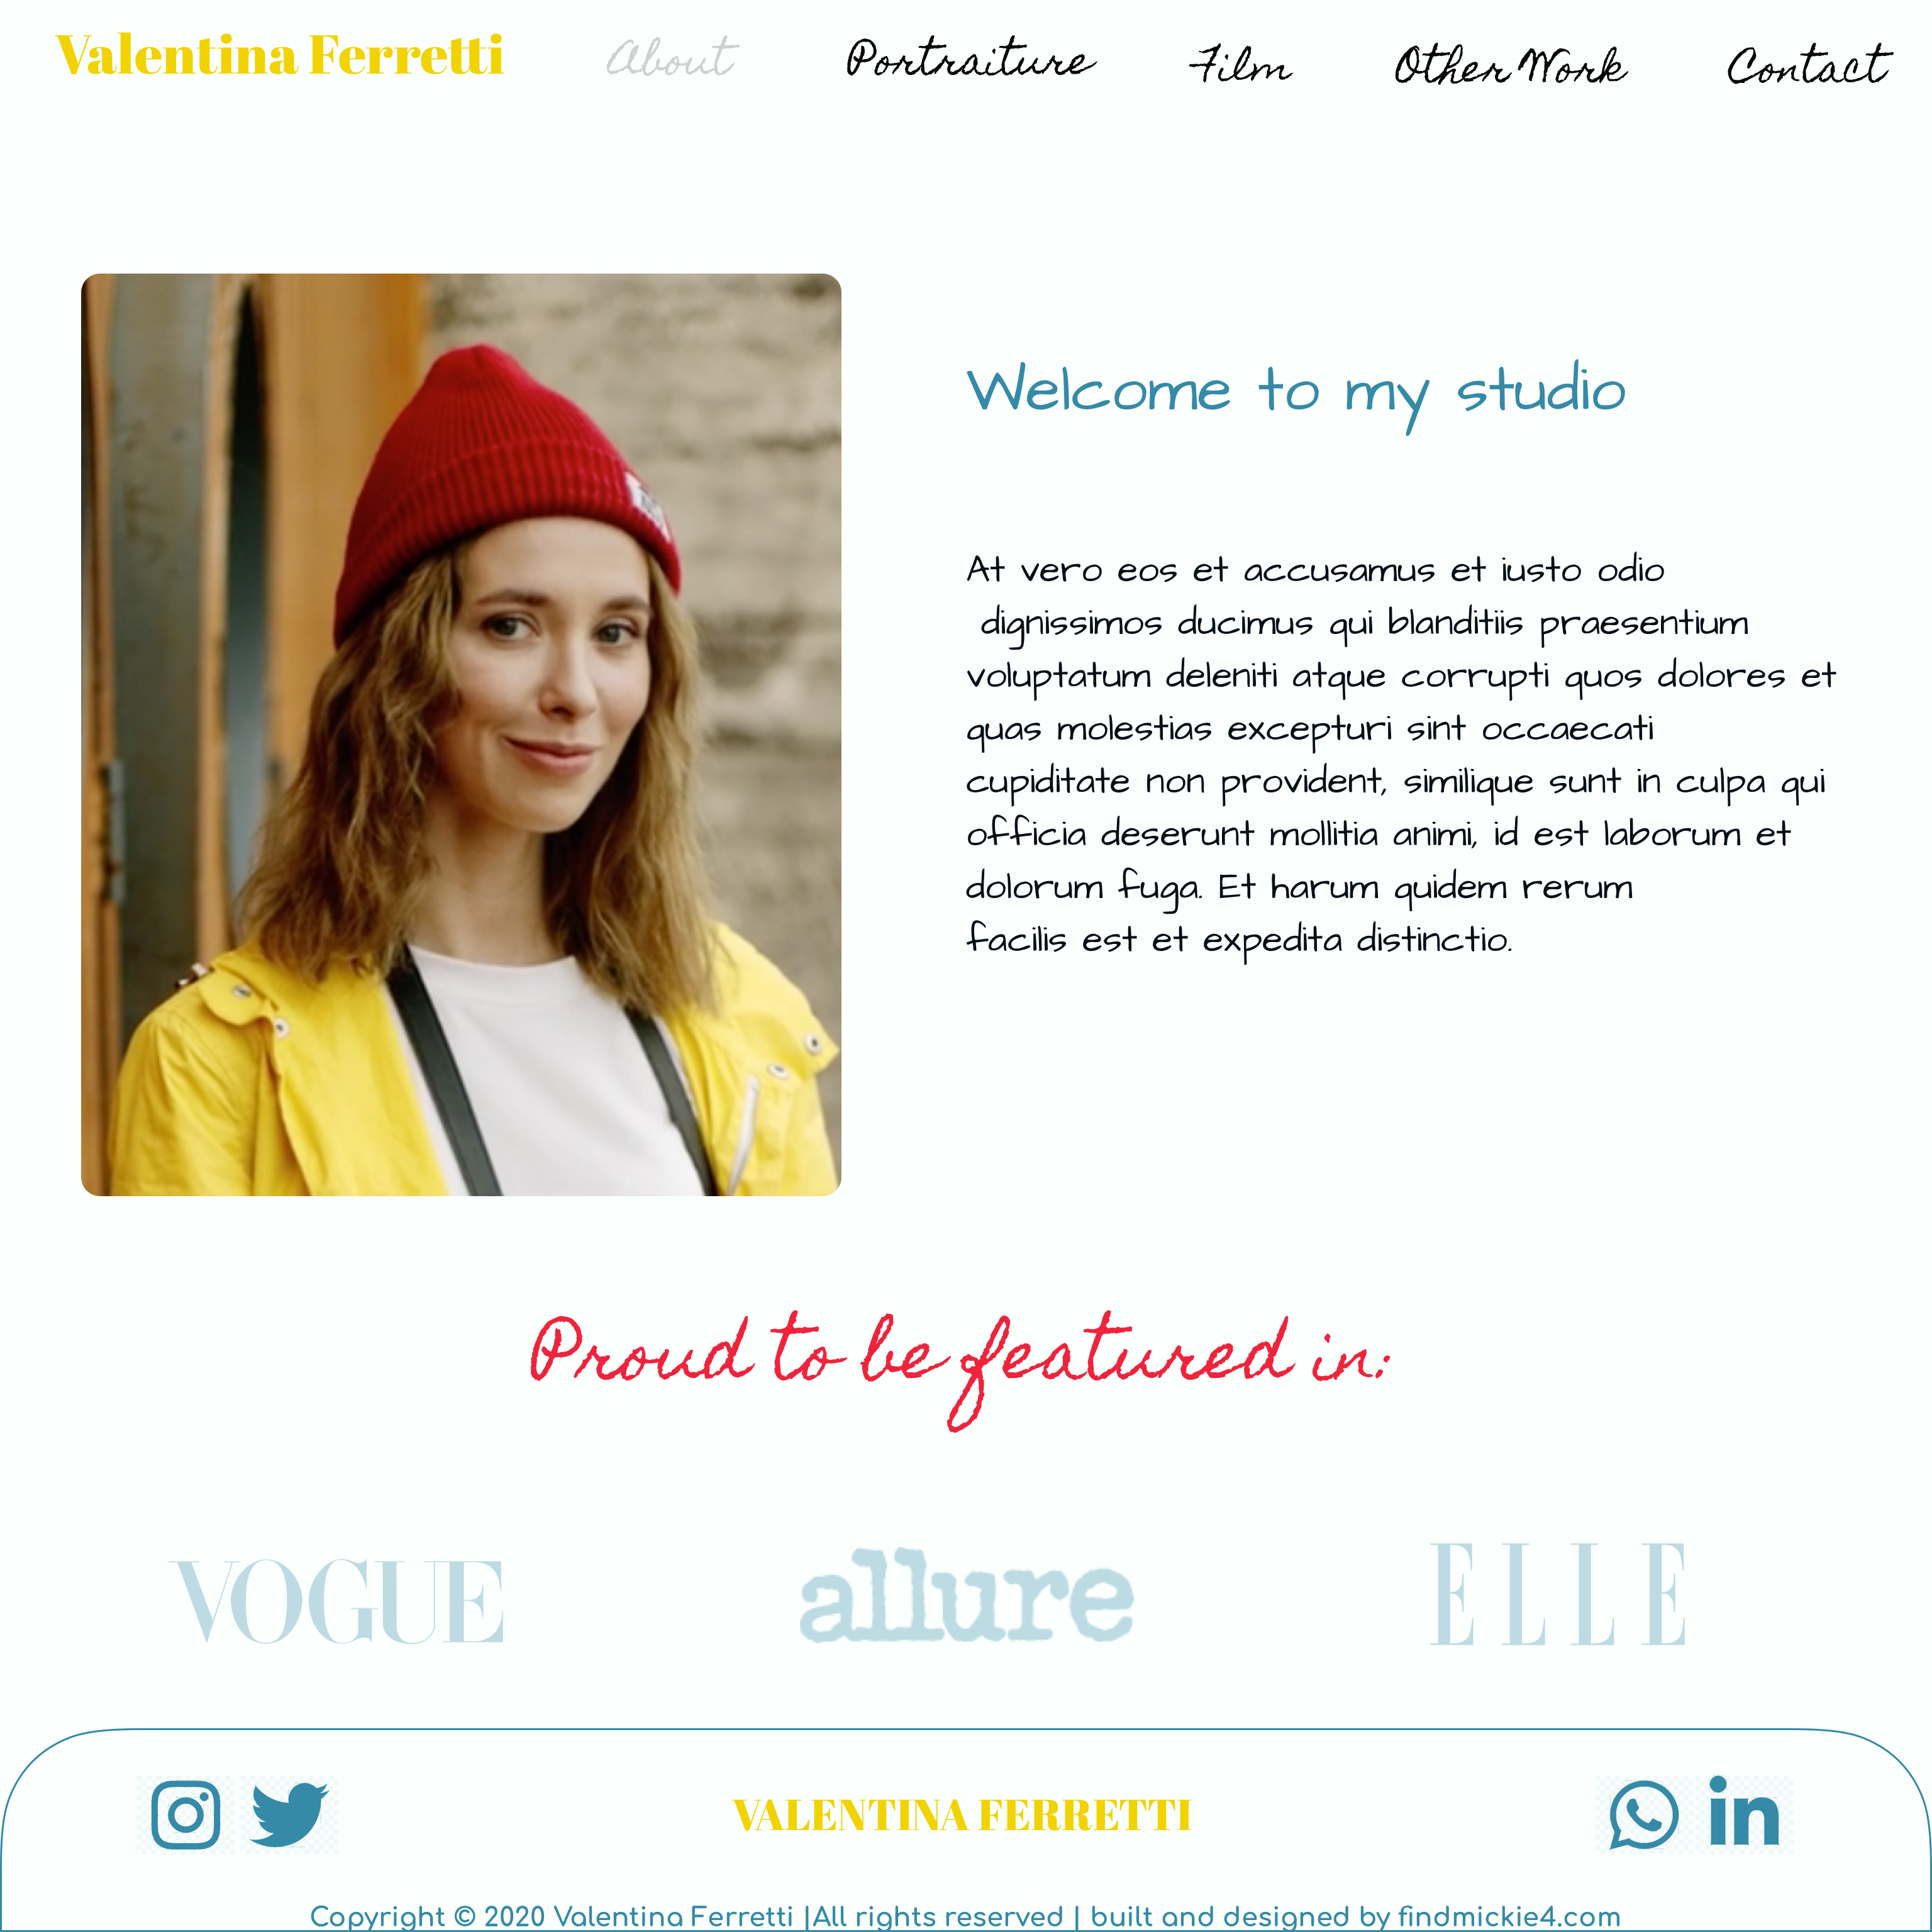 Valentina Ferretti About Portraiture Film Other Work Contact
Welcome to my studio
At vero eos et accusamus et iusto odio
dignissimos ducimus qui blanditiis praesentium
voluptatum deleniti atque corrupti quos dolores et
quas molestias excepturi sint occaecati
cupiditate non provident, similique sunt in culpa qui
officia deserunt mollitia animi, id est laborum et
dolorum fuga. Et harum quidem rerum
facilis est et expedita distinctio.
Proud to be featured in:
VOGUE allure ELLE
VALENTINA FERRETTI in
Copyright © 2020 Valentina Ferretti |All rights reserved | built and designed by findmickie4.com